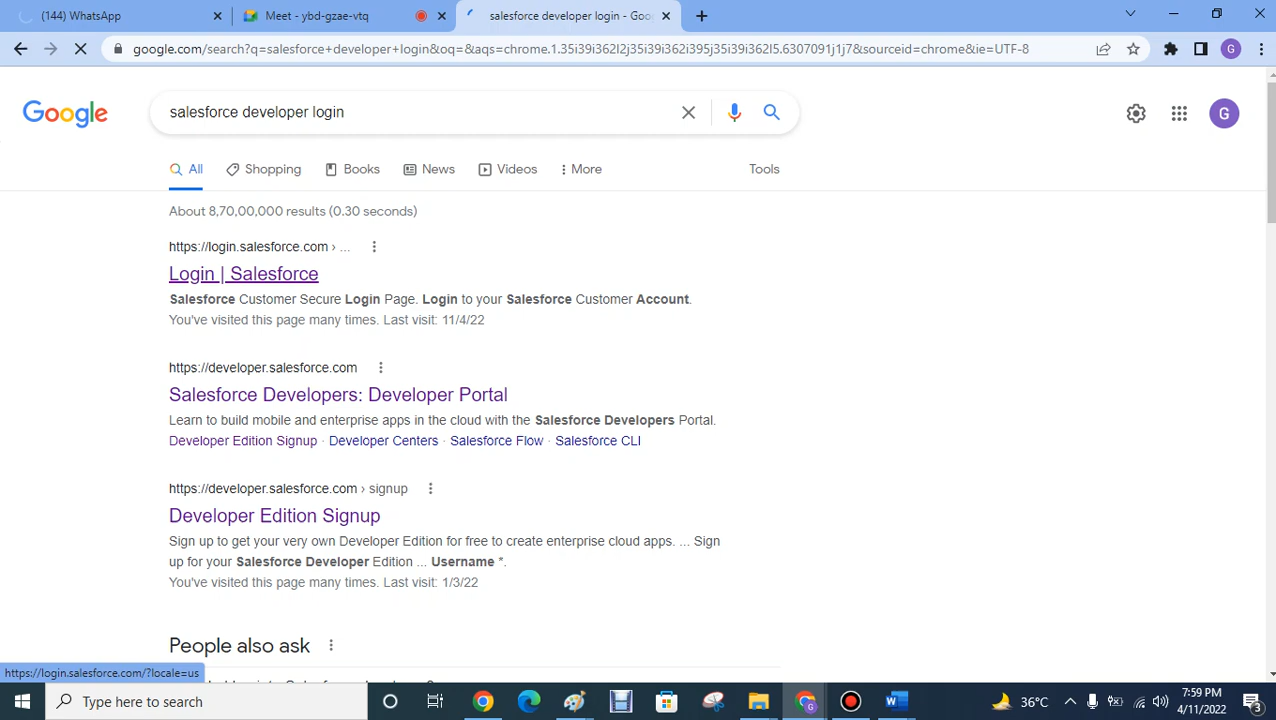 (144) WhatsApp
Meet - ybd-gzae-vtq
salesforce developer login - Goo
google.com/search?q=salesforce+developer+login&oq=&aqs=chrome.1.35i39i362l2j35i39i362i395j35i39i362l5.6307091j1j7&sourceid=chrome&ie=UTF-8
G
Google
salesforce developer login
G
All
Shopping
Books
News
Videos
More
Tools
About 8,70,00,000 results (0.30 seconds)
https://login.salesforce.com › ...
Login | Salesforce
Salesforce Customer Secure Login Page. Login to your Salesforce Customer Account.
You've visited this page many times. Last visit: 11/4/22
https://developer.salesforce.com
Salesforce Developers: Developer Portal
Learn to build mobile and enterprise apps in the cloud with the Salesforce Developers Portal.
Developer Edition Signup · Developer Centers · Salesforce Flow · Salesforce CLI
https://developer.salesforce.com › signup
Developer Edition Signup
Sign up to get your very own Developer Edition for free to create enterprise cloud apps. ... Sign
up for your Salesforce Developer Edition ... Username *.
You've visited this page many times. Last visit: 1/3/22
People also ask
https://login.salesforce.com/?locale=us
Type here to search
36°C
7:59 PM
4/11/2022
3